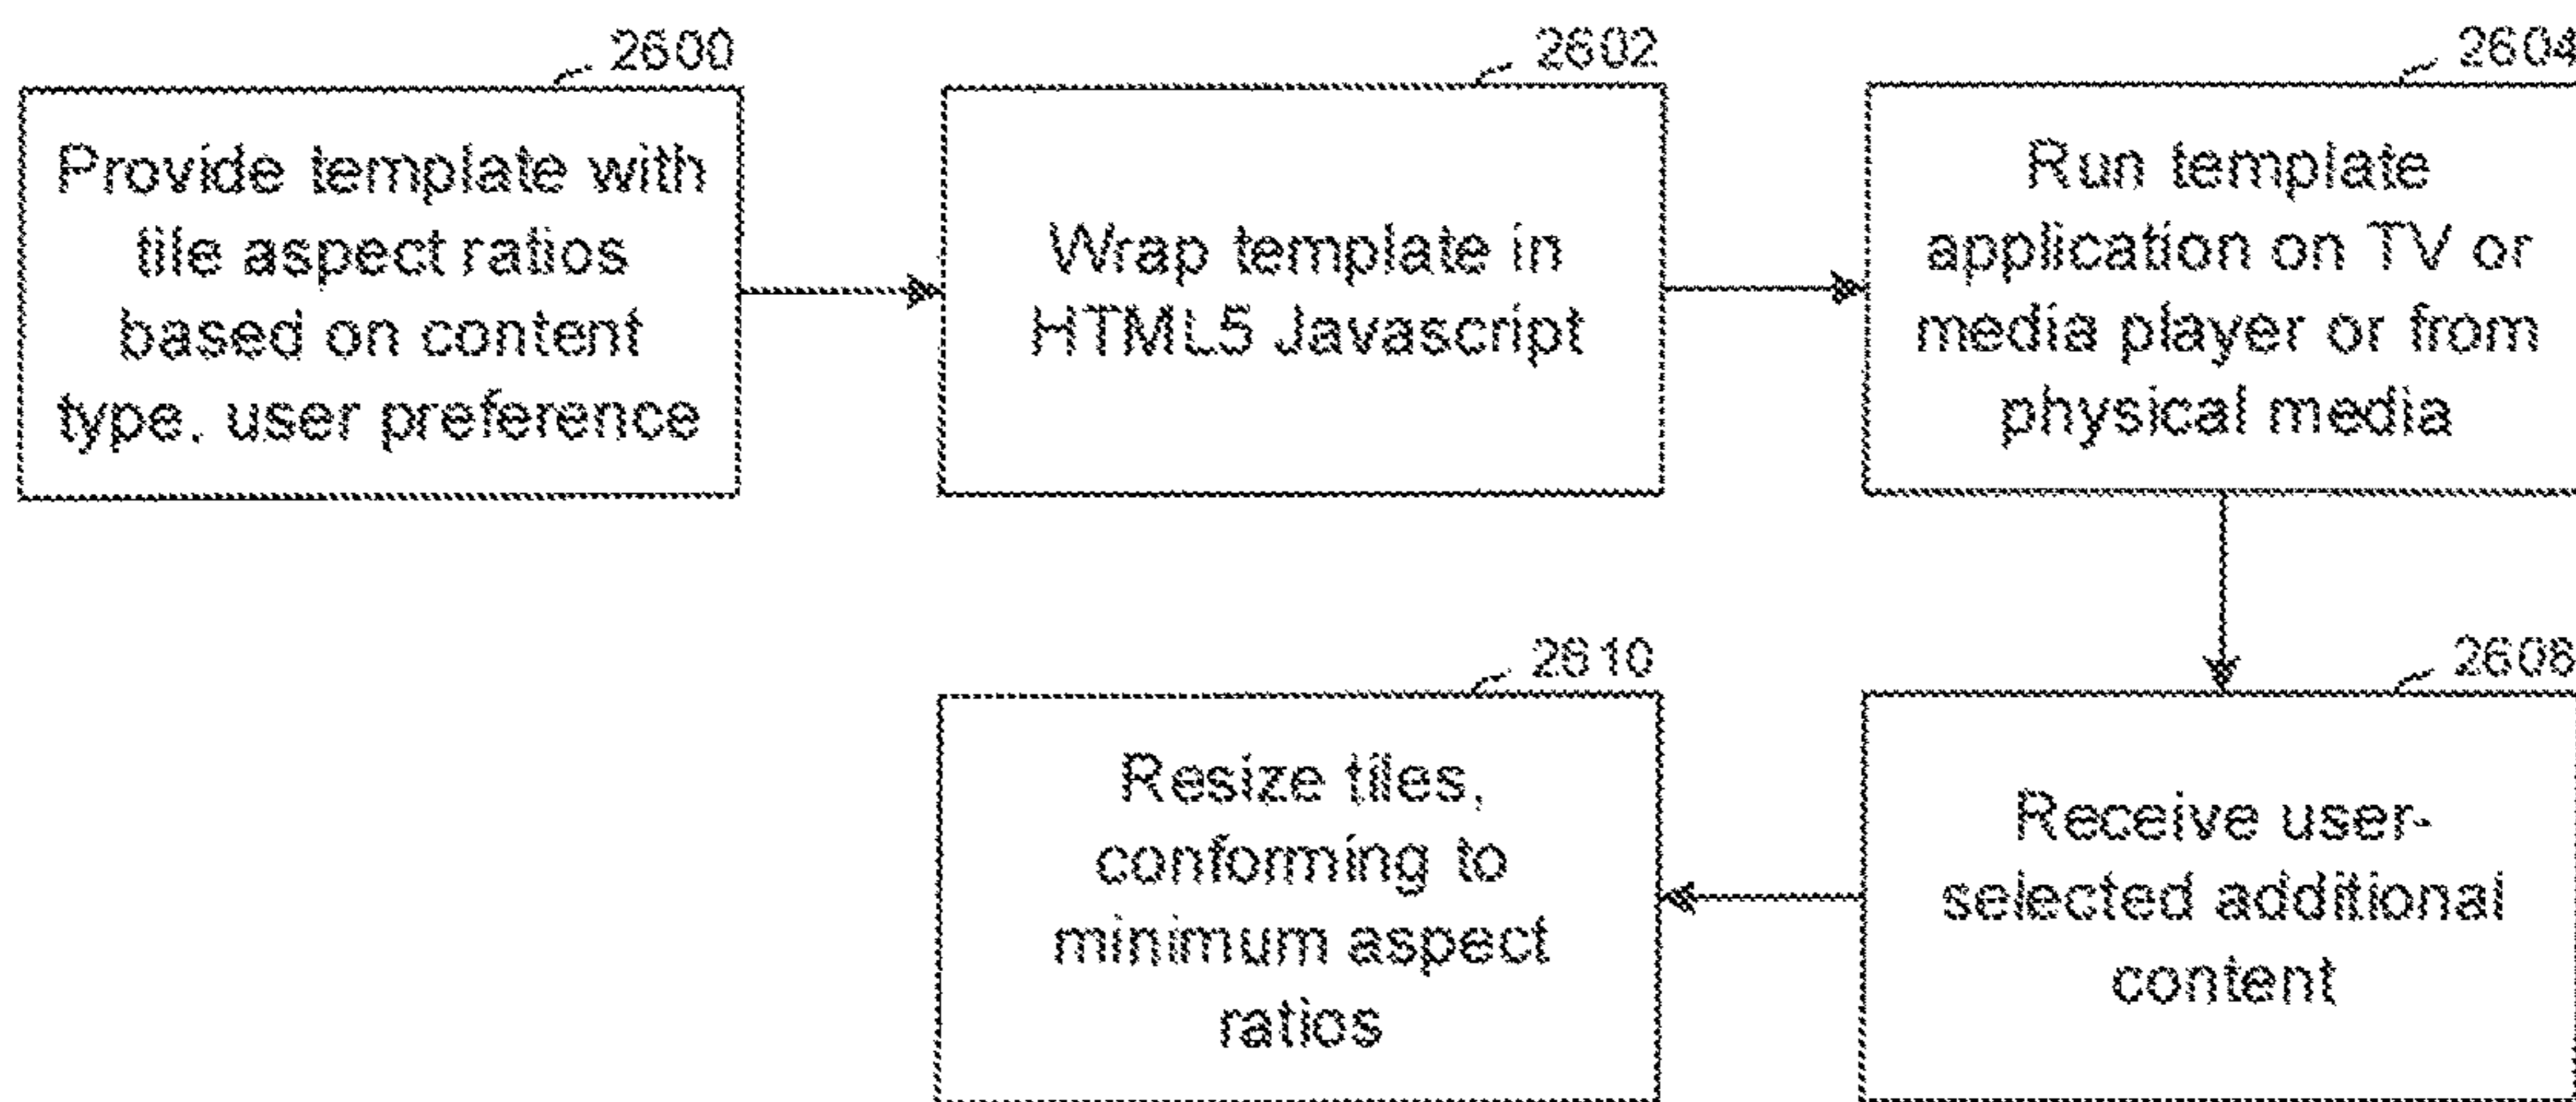 2600
Provide template with
tile aspect ratios
based on content
type, user preference
2602
Wrap template in
HTML5 Javascript
2604
Run template
application on TV or
media player or from
physical media
2608
Receive user-
selected additional
content
2610
Resize tiles,
conforming to
minimum aspect
ratios